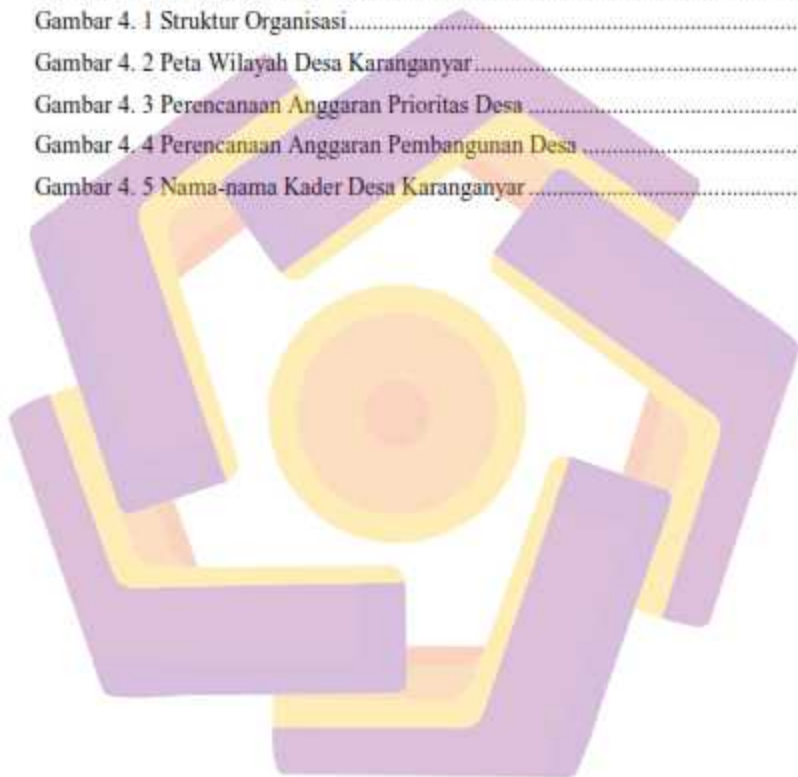 Gambar 4. 1 Struktur Organisasi
Gambar 4. 2 Peta Wilayah Desa Karanganyar
Gambar 4. 3 Perencanaan Anggaran Prioritas Desa
Gambar 4. 4 Perencanaan Anggaran Pembangunan Desa
Gambar 4. 5 Nama-nama Kader Desa Karanganyar